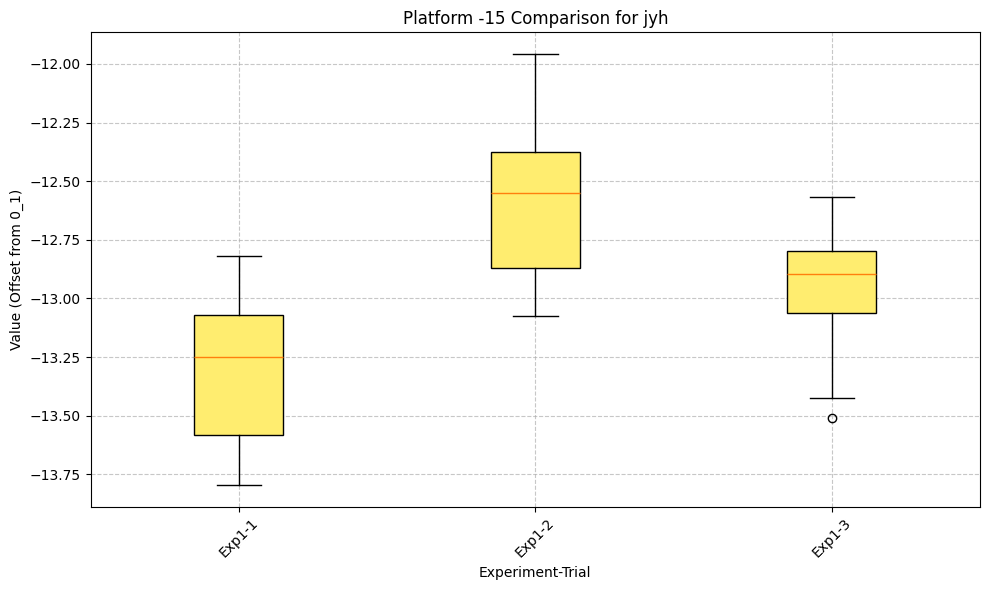 Platform -15 Comparison for jyh
Value (Offset from 0_1)
−12.00
−12.25
−12.50
−12.75
−13.00
−13.25
−13.50
−13.75
Exp1-1
Exp1-2
Exp1-3
Experiment-Trial